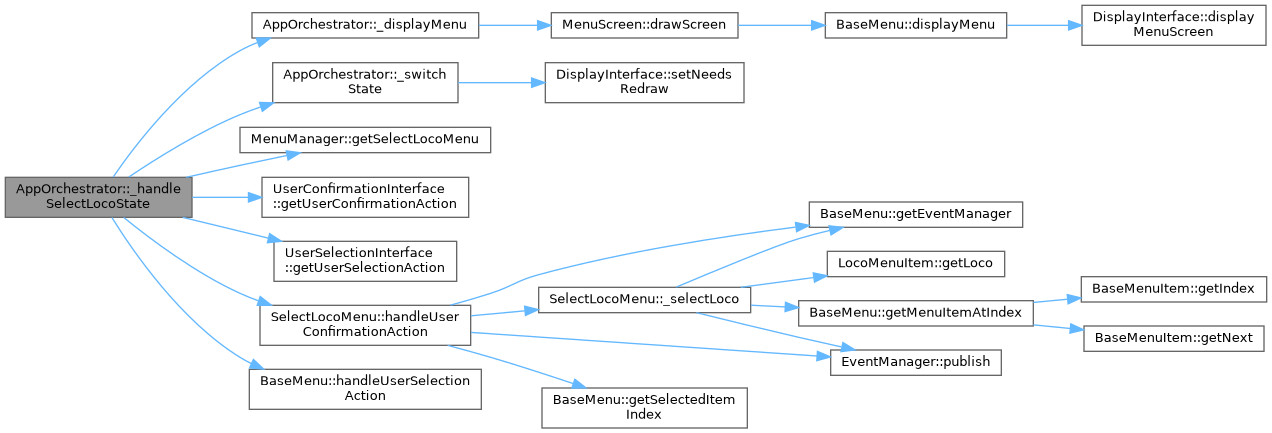 AppOrchestrator::_handle
SelectLocoState
AppOrchestrator::_displayMenu
MenuScreen::drawScreen
BaseMenu::displayMenu
DisplayInterface::display
MenuScreen
AppOrchestrator::_switch
State
DisplayInterface::setNeeds
Redraw
MenuManager::getSelectLocoMenu
UserConfirmationInterface
::getUserConfirmationAction
UserSelectionInterface
::getUserSelectionAction
SelectLocoMenu::handleUser
ConfirmationAction
BaseMenu::getEventManager
SelectLocoMenu::_selectLoco
LocoMenuItem::getLoco
BaseMenu::getMenuItemAtIndex
BaseMenuItem::getIndex
BaseMenuItem::getNext
EventManager::publish
BaseMenu::getSelectedItem
Index
BaseMenu::handleUserSelection
Action